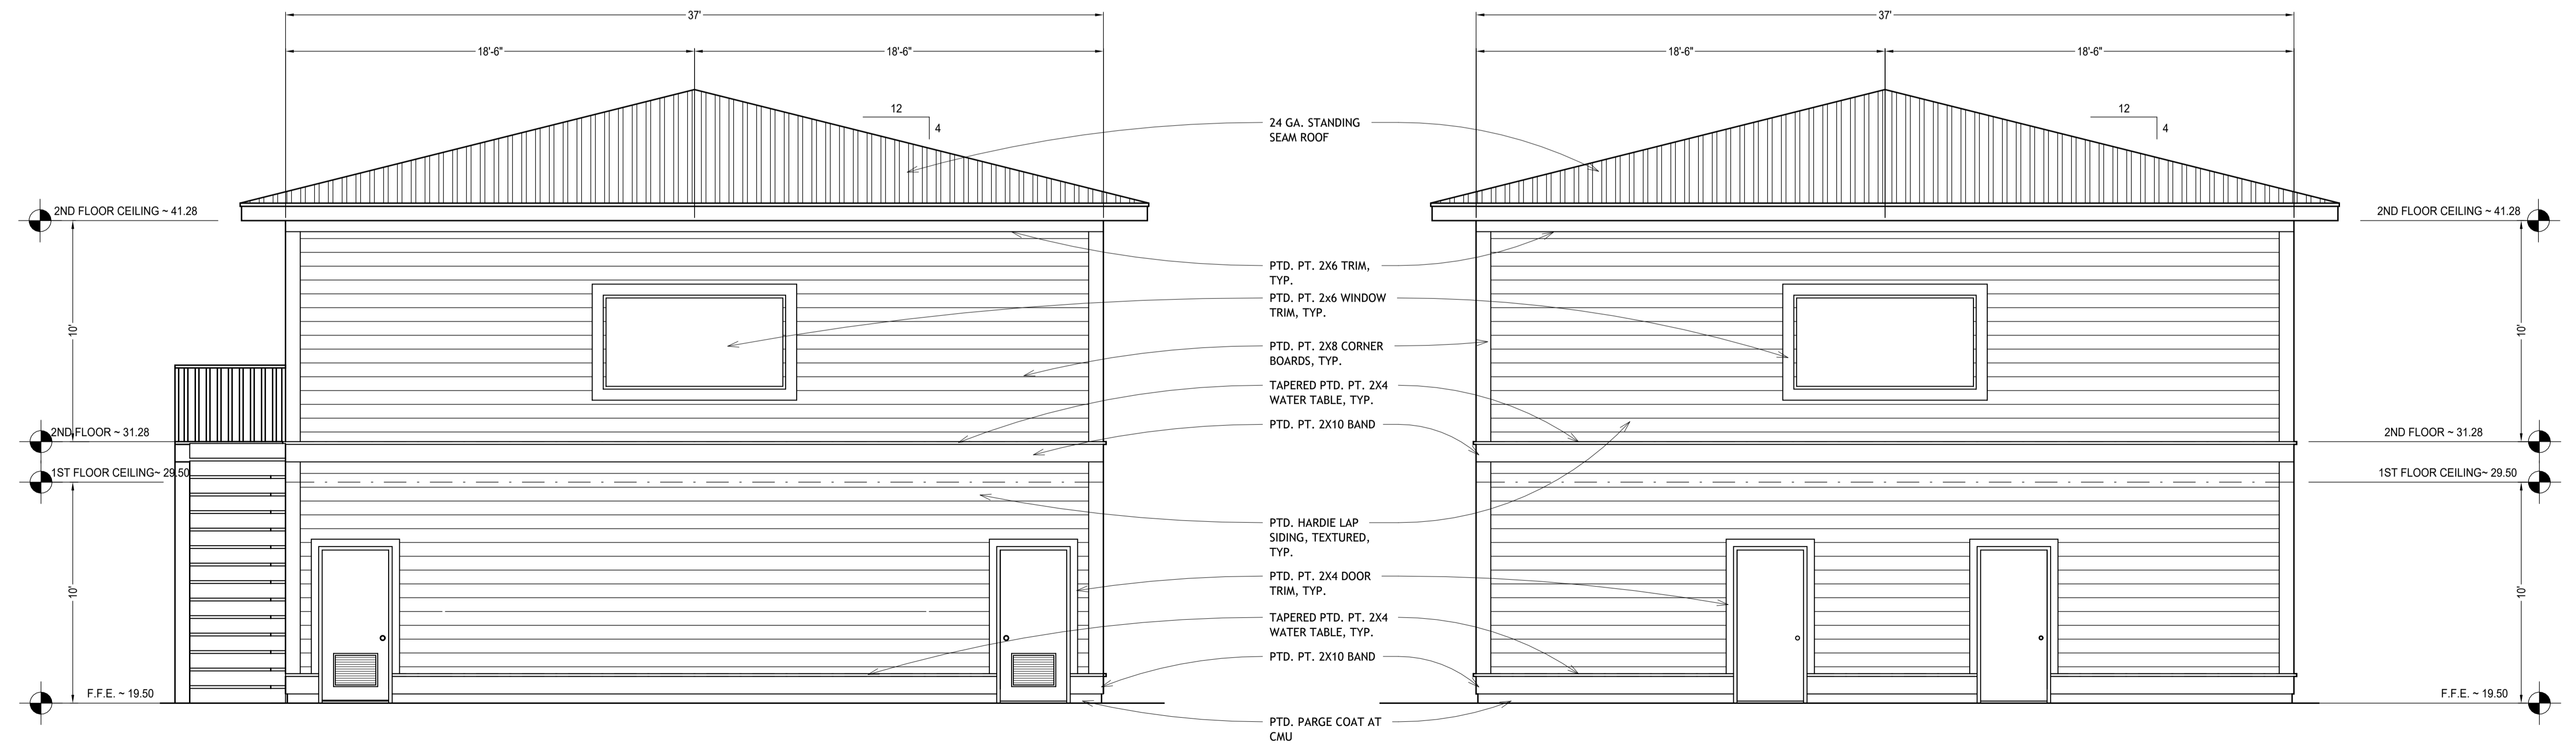 37'
18'-6"
18'-6"
12
4
2ND FLOOR CEILING ~ 41.28
10'
2ND FLOOR ~ 31.28
1ST FLOOR CEILING~ 29.50
10'
F.F.E. ~ 19.50
24 GA. STANDING
SEAM ROOF
PTD. PT. 2X6 TRIM,
TYP.
PTD. PT. 2x6 WINDOW
TRIM, TYP.
PTD. PT. 2X8 CORNER
BOARDS, TYP.
TAPERED PTD. PT. 2X4
WATER TABLE, TYP.
PTD. PT. 2X10 BAND
PTD. HARDIE LAP
SIDING, TEXTURED,
TYP.
PTD. PT. 2X4 DOOR
TRIM, TYP.
TAPERED PTD. PT. 2X4
WATER TABLE, TYP.
PTD. PT. 2X10 BAND
PTD. PARGE COAT AT
CMU
37'
18'-6"
18'-6"
12
4
2ND FLOOR CEILING ~ 41.28
10'
2ND FLOOR ~ 31.28
1ST FLOOR CEILING~ 29.50
10'
F.F.E. ~ 19.50